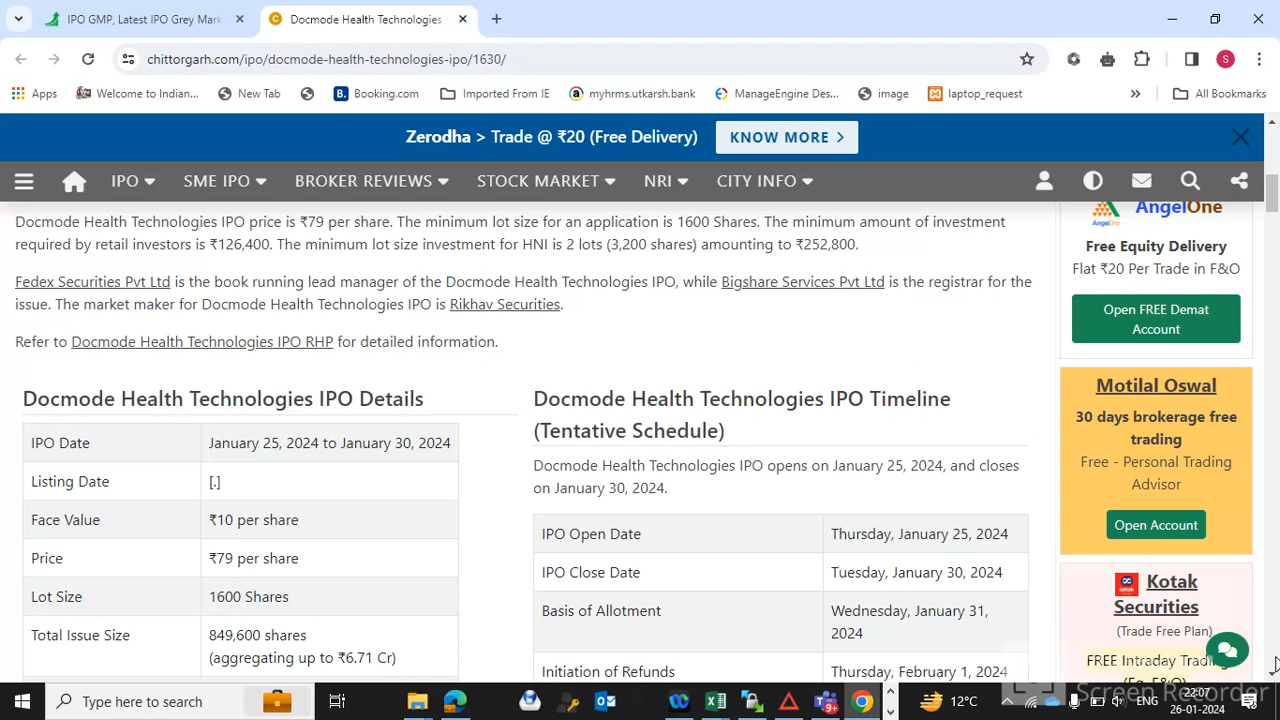 IPO GMP, Latest IPO Grey Mark
Docmode Health Technologies
chittorgarh.com/ipo/docmode-health-technologies-ipo/1630/
S
Apps
Welcome to Indian...
New Tab
Booking.com
Imported From IE
myhrms.utkarsh.bank
ManageEngine Des...
image
laptop_request
All Bookmarks
Zerodha > Trade @ ₹20 (Free Delivery)
KNOW MORE
IPO
SME IPO
BROKER REVIEWS
STOCK MARKET
NRI
CITY INFO
Docmode Health Technologies IPO price is ₹79 per share. The minimum lot size for an application is 1600 Shares. The minimum amount of investment
required by retail investors is ₹126,400. The minimum lot size investment for HNI is 2 lots (3,200 shares) amounting to ₹252,800.
Fedex Securities Pvt Ltd is the book running lead manager of the Docmode Health Technologies IPO, while Bigshare Services Pvt Ltd is the registrar for the
issue. The market maker for Docmode Health Technologies IPO is Rikhav Securities.
Refer to Docmode Health Technologies IPO RHP for detailed information.
Docmode Health Technologies IPO Details
IPO Date January 25, 2024 to January 30, 2024
Listing Date [.]
Face Value ₹10 per share
Price ₹79 per share
Lot Size 1600 Shares
Total Issue Size 849,600 shares
(aggregating up to ₹6.71 Cr)
Docmode Health Technologies IPO Timeline
(Tentative Schedule)
Docmode Health Technologies IPO opens on January 25, 2024, and closes
on January 30, 2024.
IPO Open Date Thursday, January 25, 2024
IPO Close Date Tuesday, January 30, 2024
Basis of Allotment Wednesday, January 31,
2024
Initiation of Refunds Thursday, February 1, 2024
AngelOne
Free Equity Delivery
Flat ₹20 Per Trade in F&O
Open FREE Demat
Account
Motilal Oswal
30 days brokerage free
trading
Free - Personal Trading
Advisor
Open Account
Kotak
Securities
(Trade Free Plan)
FREE Intraday Trading
(Eq, F&O)
Type here to search
12°C
22:07
26-01-2024
Screen Recorder